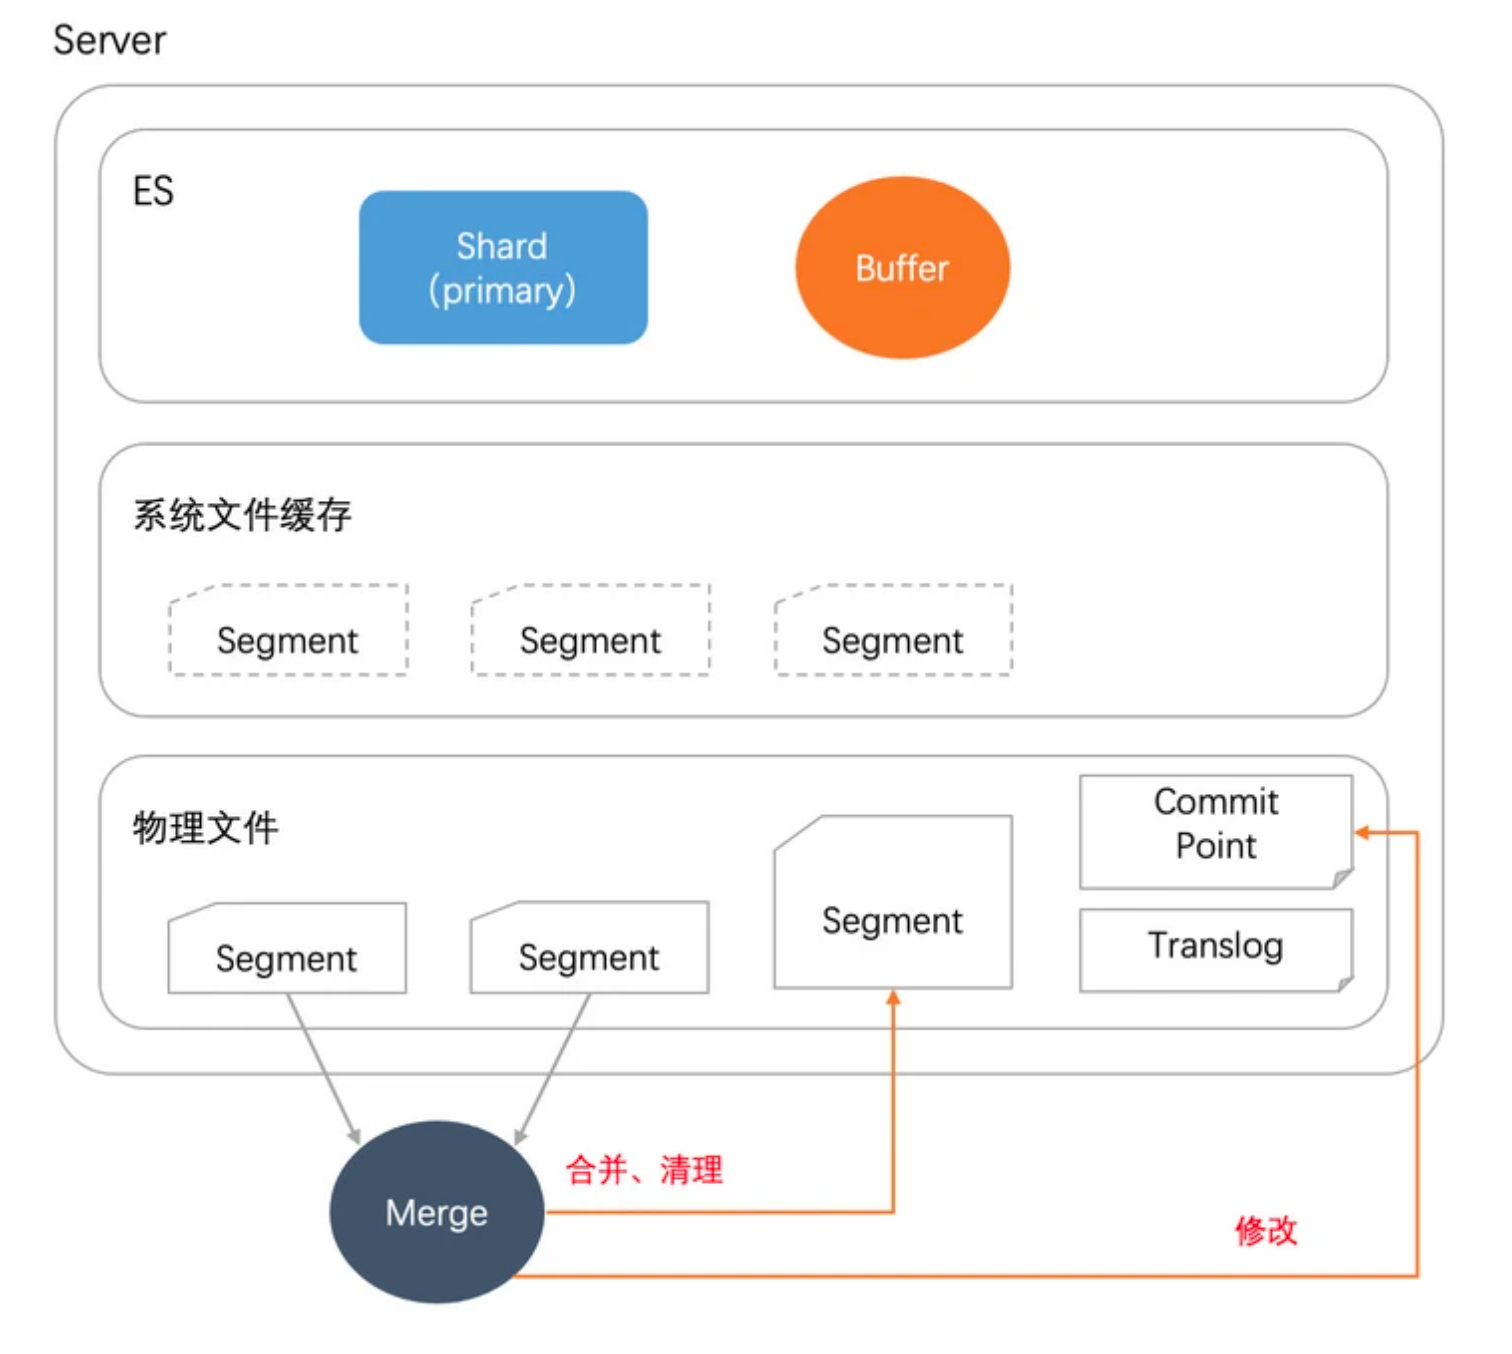 Server
ES
Shard
(primary)
Buffer
系统文件缓存
Segment
Segment
Segment
物理文件
Segment
Segment
Segment
Commit
Point
Translog
Merge
合并、清理
修改